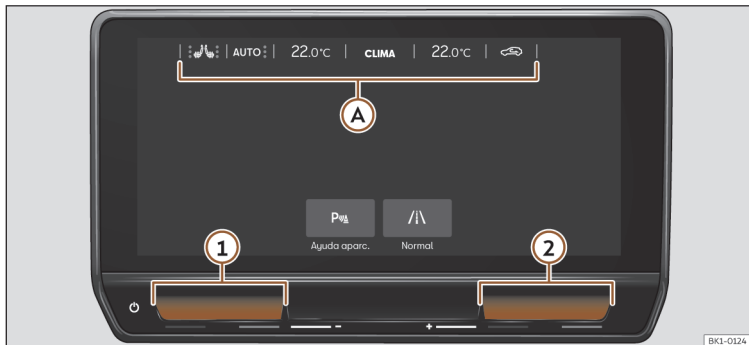 AUTO 22.0°C CLIMA 22.0°C
A
P
Ayuda aparc. Normal
1 2
- +
BK1-0124